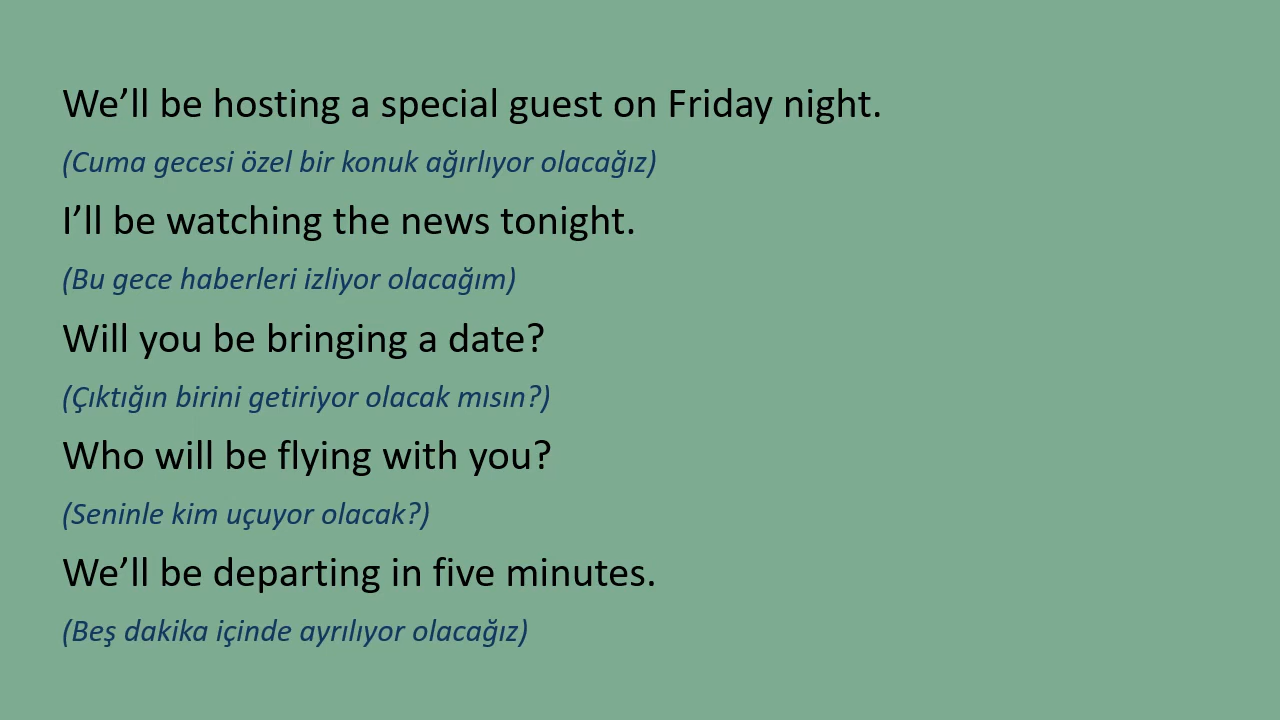 We’ll be hosting a special guest on Friday night.
(Cuma gecesi özel bir konuk ağırlıyor olacağız)
I’ll be watching the news tonight.
(Bu gece haberleri izliyor olacağım)
Will you be bringing a date?
(Çıktığın birini getiriyor olacak mısın?)
Who will be flying with you?
(Seninle kim uçuyor olacak?)
We’ll be departing in five minutes.
(Beş dakika içinde ayrılıyor olacağız)